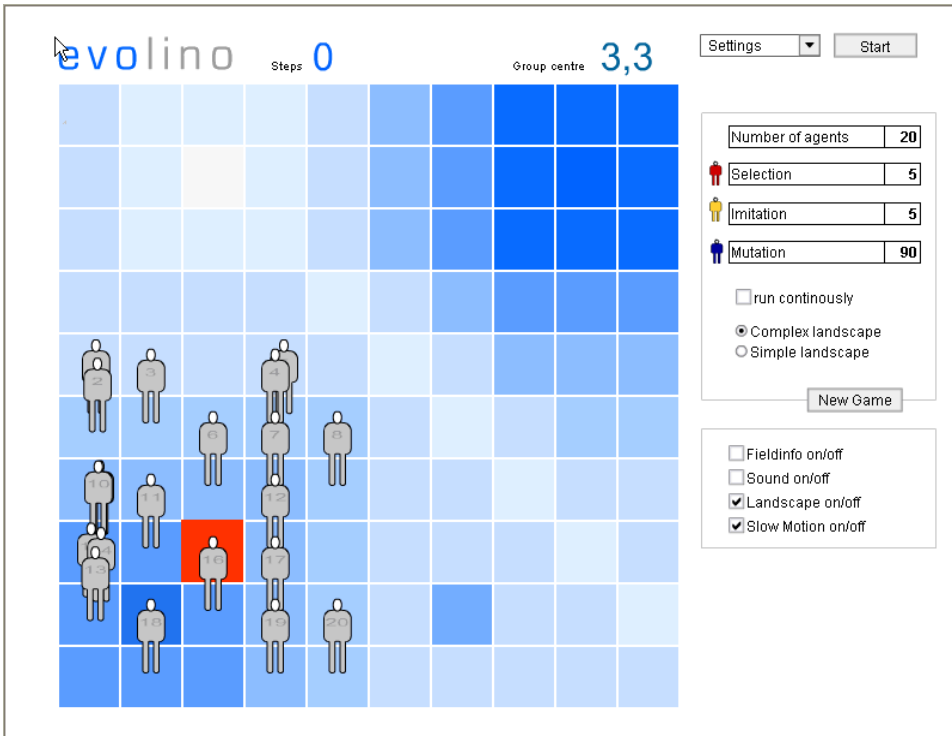 evolino Steps 0 Group centre 3,3
Settings Start
Number of agents 20
Selection 5
Imitation 5
Mutation 90
run continously
Complex landscape
Simple landscape
New Game
Fieldinfo on/off
Sound on/off
Landscape on/off
Slow Motion on/off
2 3 4
6 7 8
10 11 12
13 16 17
18 19 20